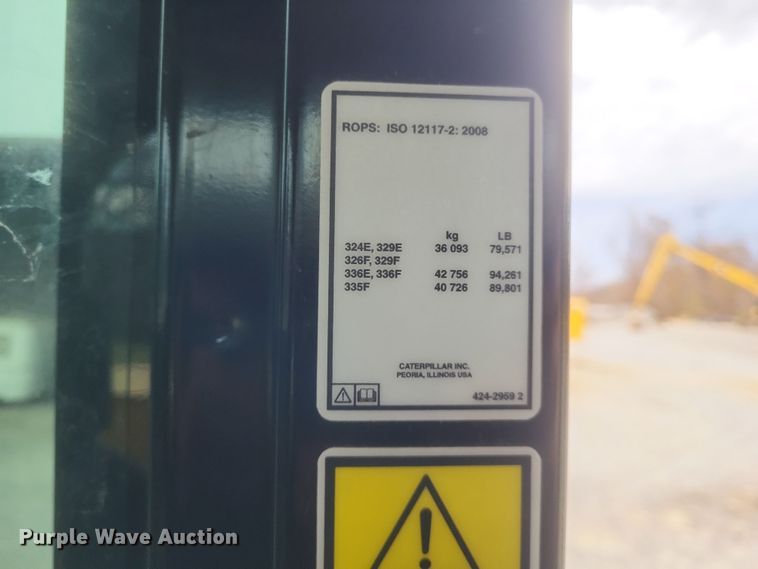 ROPS: ISO 12117-2: 2008
kg LB
324E, 329E 36 093 79,571
326F, 329F
336E, 336F 42 756 94,261
335F 40 726 89,801
CATERPILLAR INC.
PEORIA, ILLINOIS USA
424-2959 2
Purple Wave Auction